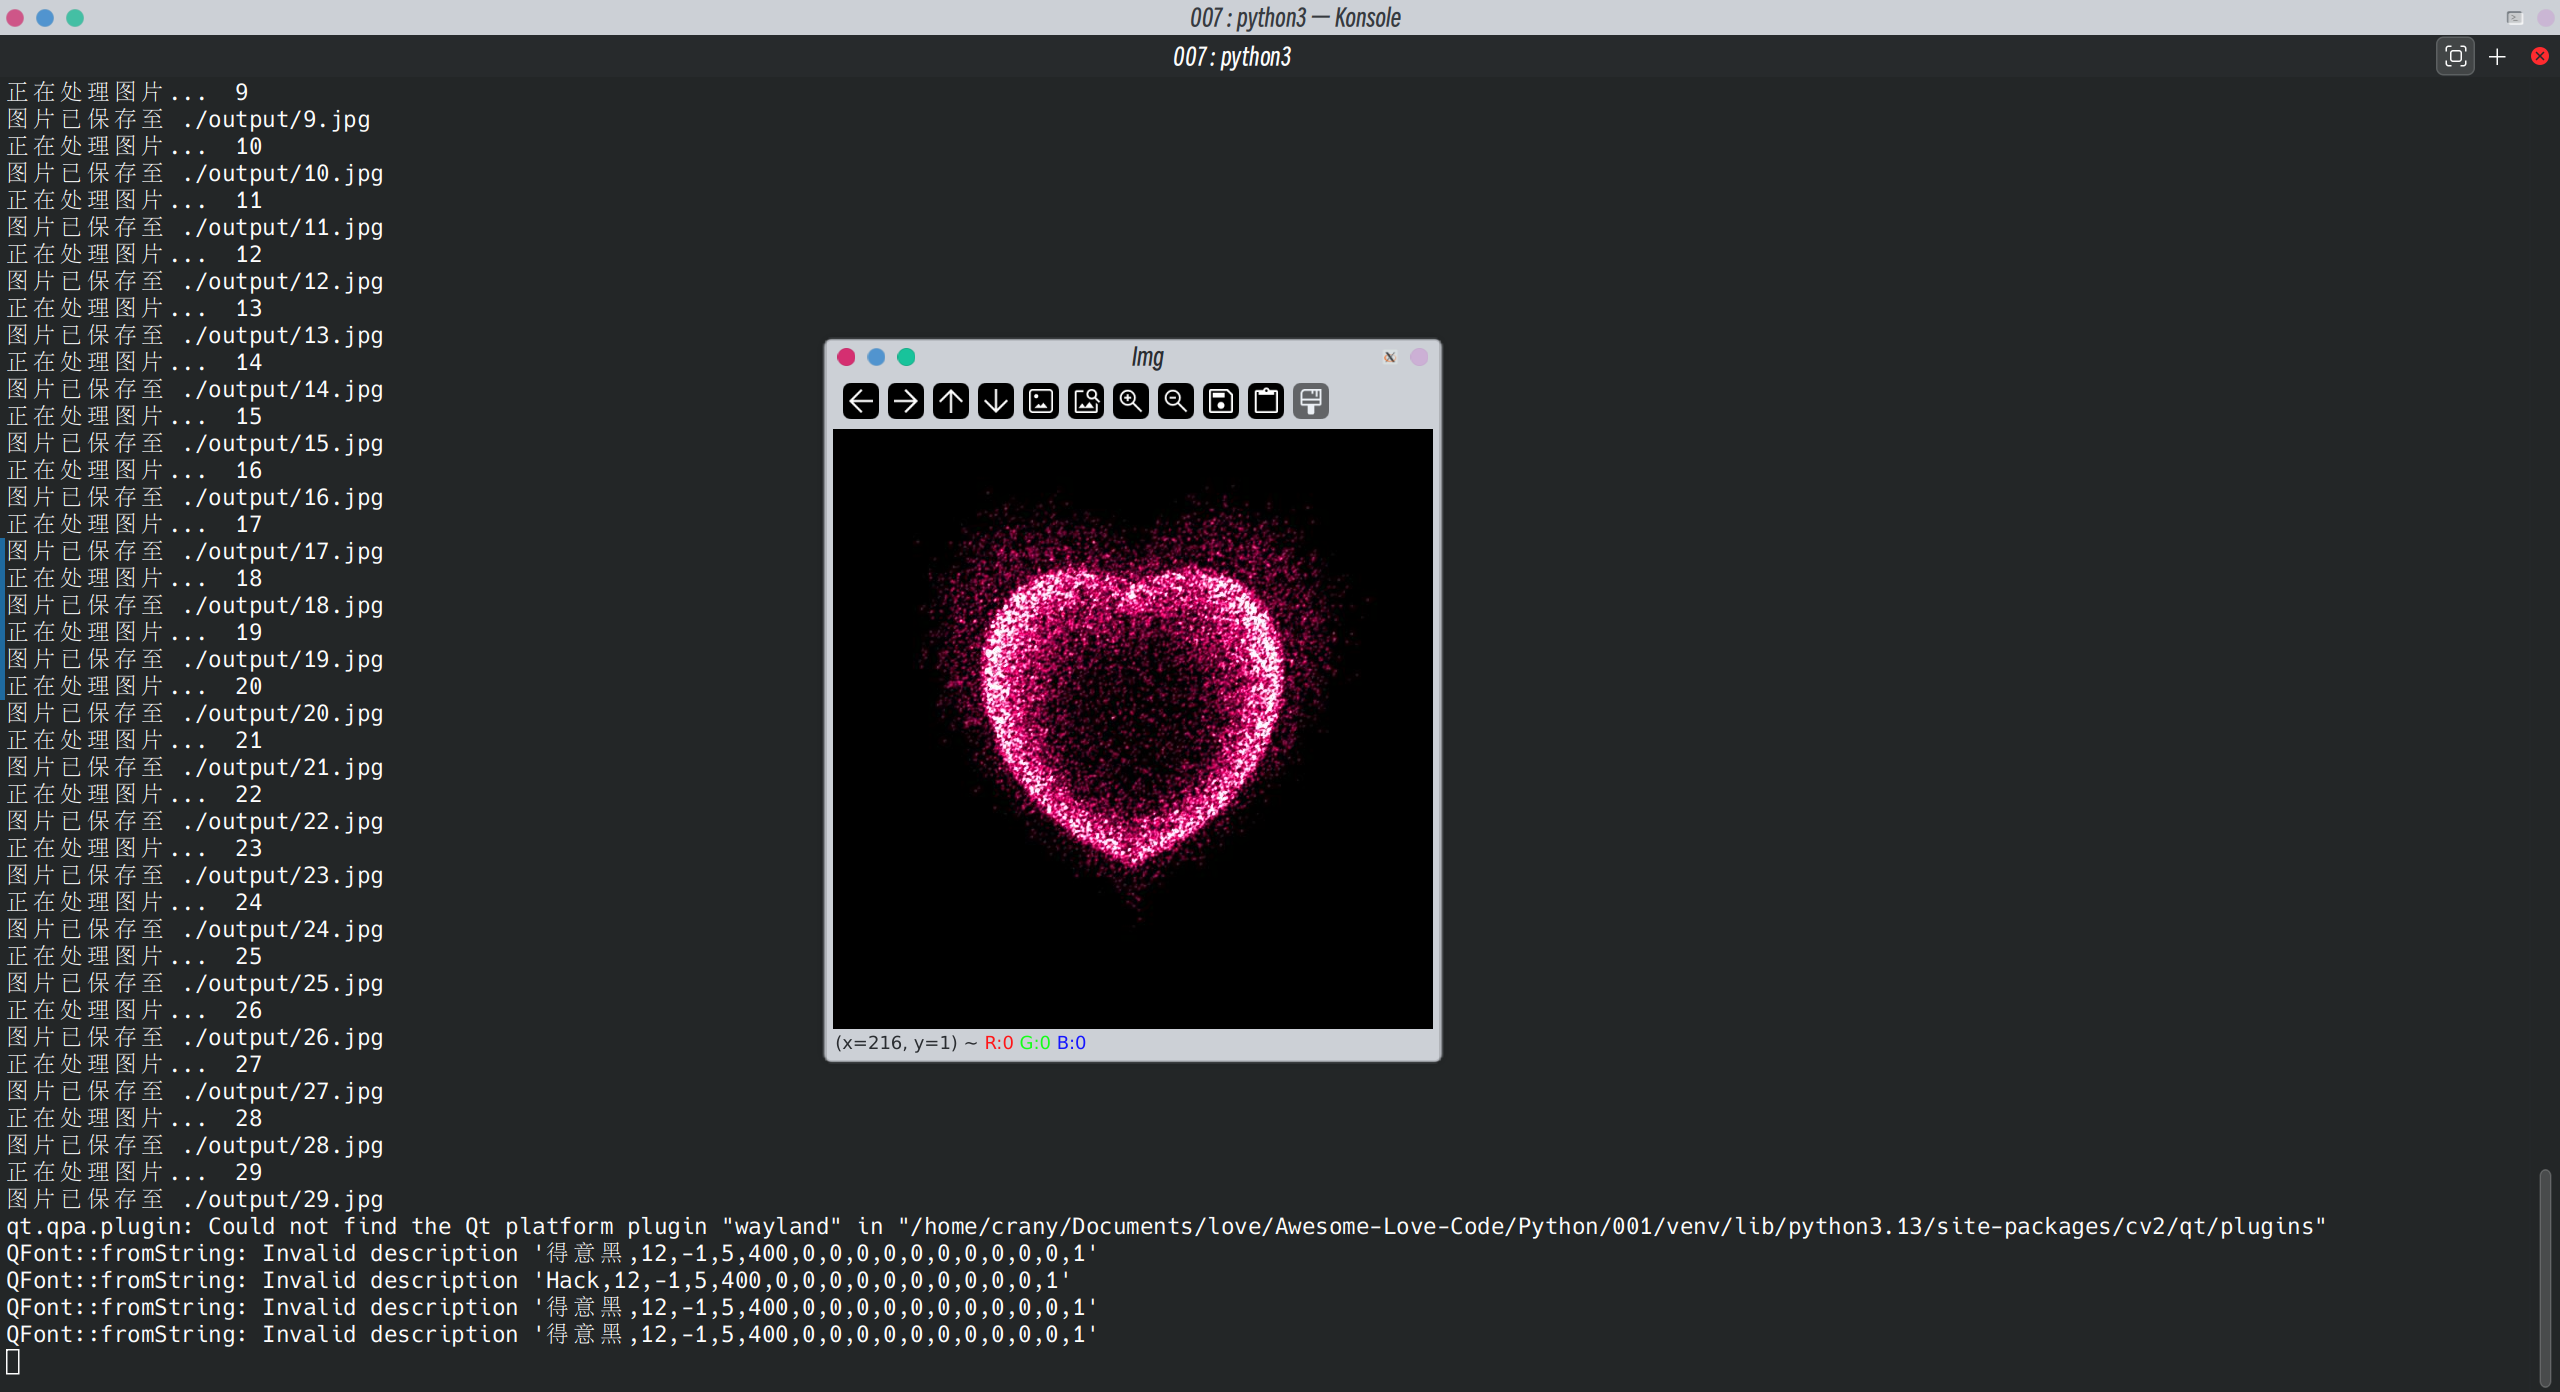 007 : python3 — Konsole
007 : python3
正在处理图片...  9
图片已保存至 ./output/9.jpg
正在处理图片...  10
图片已保存至 ./output/10.jpg
正在处理图片...  11
图片已保存至 ./output/11.jpg
正在处理图片...  12
图片已保存至 ./output/12.jpg
正在处理图片...  13
图片已保存至 ./output/13.jpg
正在处理图片...  14
图片已保存至 ./output/14.jpg
正在处理图片...  15
图片已保存至 ./output/15.jpg
正在处理图片...  16
图片已保存至 ./output/16.jpg
正在处理图片...  17
图片已保存至 ./output/17.jpg
正在处理图片...  18
图片已保存至 ./output/18.jpg
正在处理图片...  19
图片已保存至 ./output/19.jpg
正在处理图片...  20
图片已保存至 ./output/20.jpg
正在处理图片...  21
图片已保存至 ./output/21.jpg
正在处理图片...  22
图片已保存至 ./output/22.jpg
正在处理图片...  23
图片已保存至 ./output/23.jpg
正在处理图片...  24
图片已保存至 ./output/24.jpg
正在处理图片...  25
图片已保存至 ./output/25.jpg
正在处理图片...  26
图片已保存至 ./output/26.jpg
正在处理图片...  27
图片已保存至 ./output/27.jpg
正在处理图片...  28
图片已保存至 ./output/28.jpg
正在处理图片...  29
图片已保存至 ./output/29.jpg
qt.qpa.plugin: Could not find the Qt platform plugin "wayland" in "/home/crany/Documents/love/Awesome-Love-Code/Python/001/venv/lib/python3.13/site-packages/cv2/qt/plugins"
QFont::fromString: Invalid description '得意黑,12,-1,5,400,0,0,0,0,0,0,0,0,0,0,1'
QFont::fromString: Invalid description 'Hack,12,-1,5,400,0,0,0,0,0,0,0,0,0,0,1'
QFont::fromString: Invalid description '得意黑,12,-1,5,400,0,0,0,0,0,0,0,0,0,0,1'
QFont::fromString: Invalid description '得意黑,12,-1,5,400,0,0,0,0,0,0,0,0,0,0,1'
Img
(x=216, y=1) ~ R:0 G:0 B:0